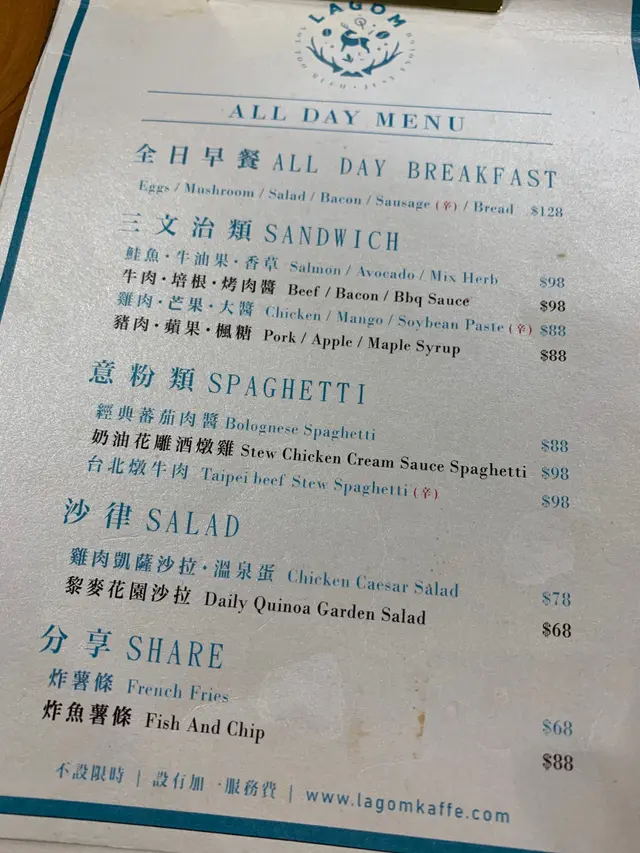 LAGOM
ALL DAY MENU
全日早餐 ALL DAY BREAKFAST
Eggs / Mushroom / Salad / Bacon / Sausage (辛) / Bread $128
三文治類 SANDWICH
鮭魚·牛油果·香草 Salmon / Avocado / Mix Herb $98
牛肉·培根·烤肉醬 Beef / Bacon / Bbq Sauce $98
雞肉·芒果·大醬 Chicken / Mango / Soybean Paste (辛) $88
豬肉·蘋果·楓糖 Pork / Apple / Maple Syrup $88
意粉類 SPAGHETTI
經典蕃茄肉醬 Bolognese Spaghetti $88
奶油花雕酒燉雞 Stew Chicken Cream Sauce Spaghetti $98
台北燉牛肉 Taipei beef Stew Spaghetti (辛) $98
沙律 SALAD
雞肉凱薩沙拉·溫泉蛋 Chicken Caesar Salad $78
黎麥花園沙拉 Daily Quinoa Garden Salad $68
分享 SHARE
炸薯條 French Fries $68
炸魚薯條 Fish And Chip $88
不設限時 | 設有加一服務費 | www.lagomkaffe.com